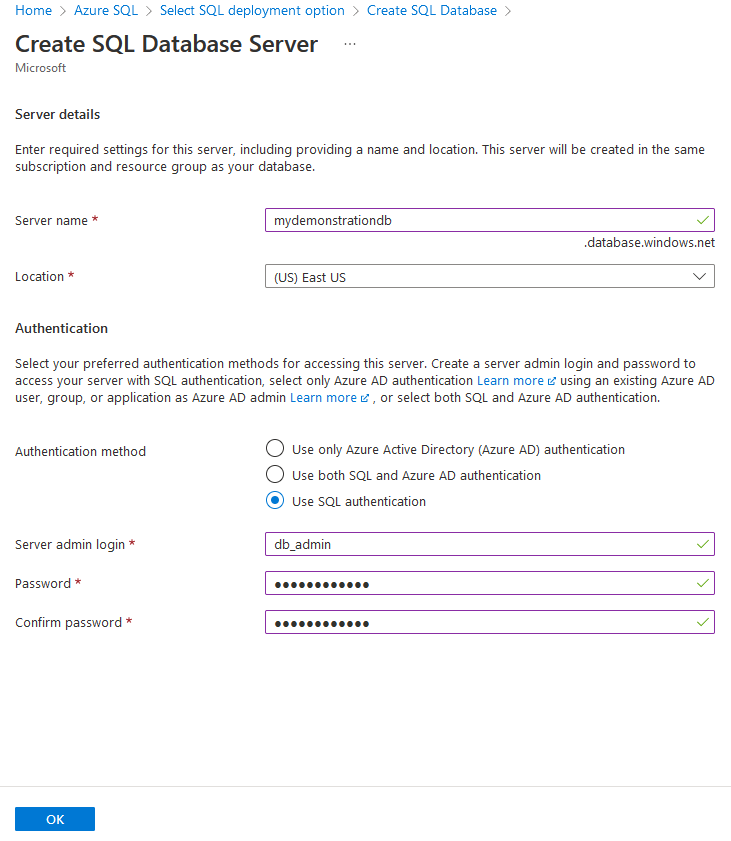 Home > Azure SQL > Select SQL deployment option > Create SQL Database >
Create SQL Database Server ...
Microsoft
Server details
Enter required settings for this server, including providing a name and location. This server will be created in the same
subscription and resource group as your database.
Server name *
mydemonstrationdb
.database.windows.net
Location *
(US) East US
Authentication
Select your preferred authentication methods for accessing this server. Create a server admin login and password to
access your server with SQL authentication, select only Azure AD authentication Learn more using an existing Azure AD
user, group, or application as Azure AD admin Learn more , or select both SQL and Azure AD authentication.
Authentication method
Use only Azure Active Directory (Azure AD) authentication
Use both SQL and Azure AD authentication
Use SQL authentication
Server admin login *
db_admin
Password *
••••••••••••
Confirm password *
••••••••••••
OK